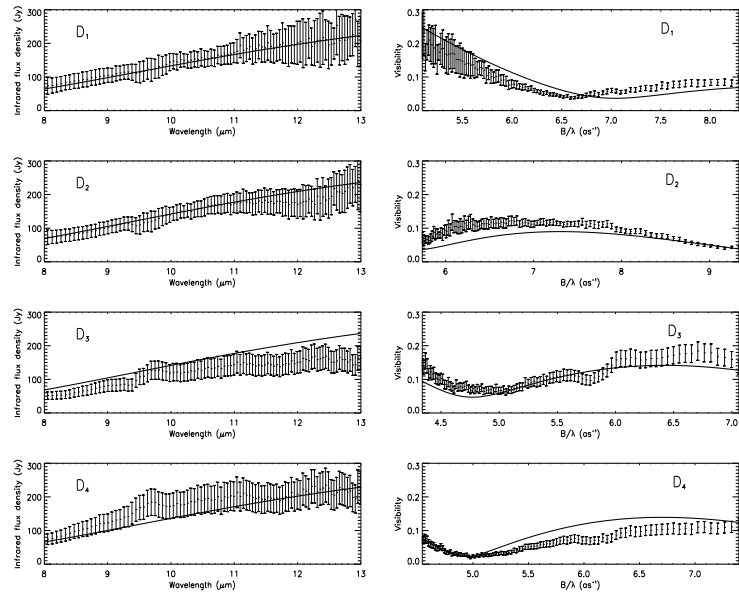 Infrared flux density (Jy)
300
200
100
0
D1
8 9 10 11 12 13
Wavelength (μm)
Visibility
0.3
0.2
0.1
0.0
D1
5.5 6.0 6.5 7.0 7.5 8.0
B/λ (as⁻¹)
Infrared flux density (Jy)
300
200
100
0
D2
8 9 10 11 12 13
Wavelength (μm)
Visibility
0.3
0.2
0.1
0.0
D2
6 7 8 9
B/λ (as⁻¹)
Infrared flux density (Jy)
300
200
100
0
D3
8 9 10 11 12 13
Wavelength (μm)
Visibility
0.3
0.2
0.1
0.0
D3
4.5 5.0 5.5 6.0 6.5 7.0
B/λ (as⁻¹)
Infrared flux density (Jy)
300
200
100
0
D4
8 9 10 11 12 13
Wavelength (μm)
Visibility
0.3
0.2
0.1
0.0
D4
5.0 5.5 6.0 6.5 7.0
B/λ (as⁻¹)